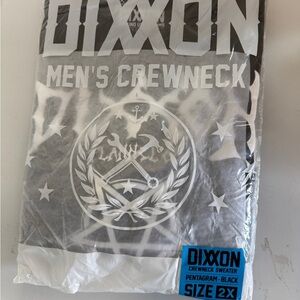 DIXXON
MEN'S CREWNECK
DIXXON
CREWNECK SWEATER
PENTAGRAM - BLACK
SIZE 2X